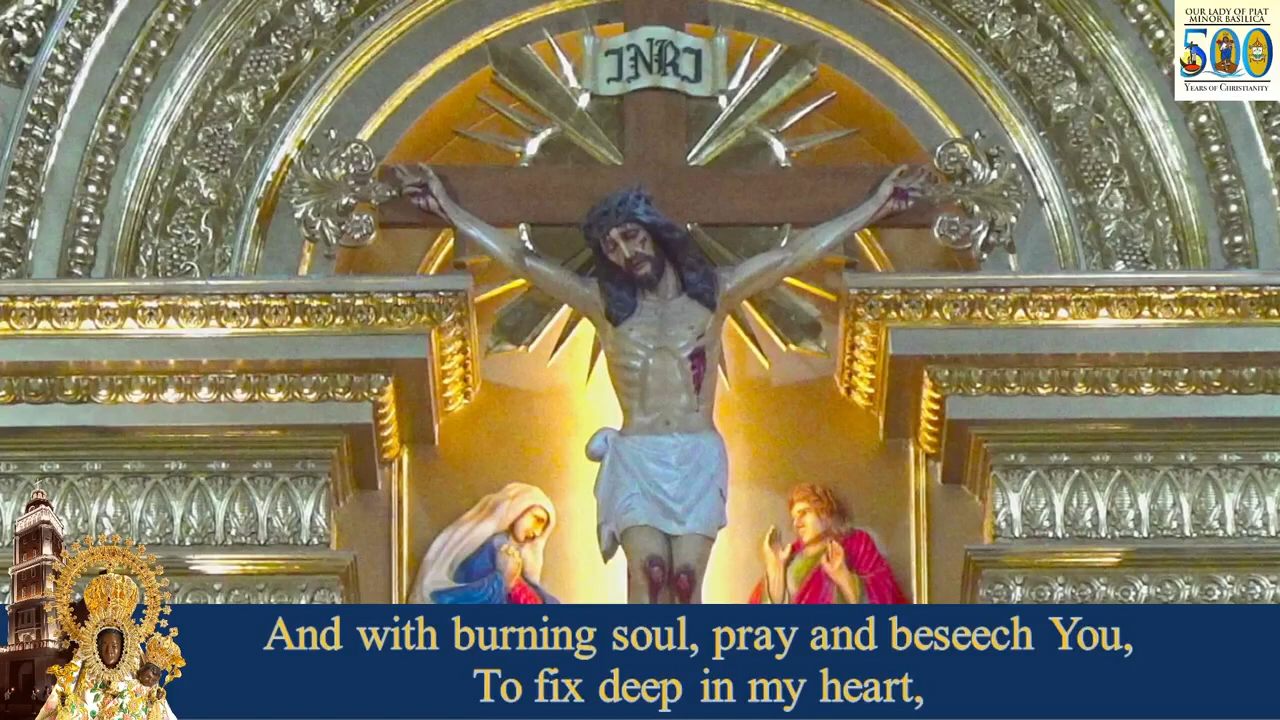 INRI
OUR LADY OF PIAT
MINOR BASILICA
500
YEARS OF CHRISTIANITY
And with burning soul, pray and beseech You,
To fix deep in my heart,